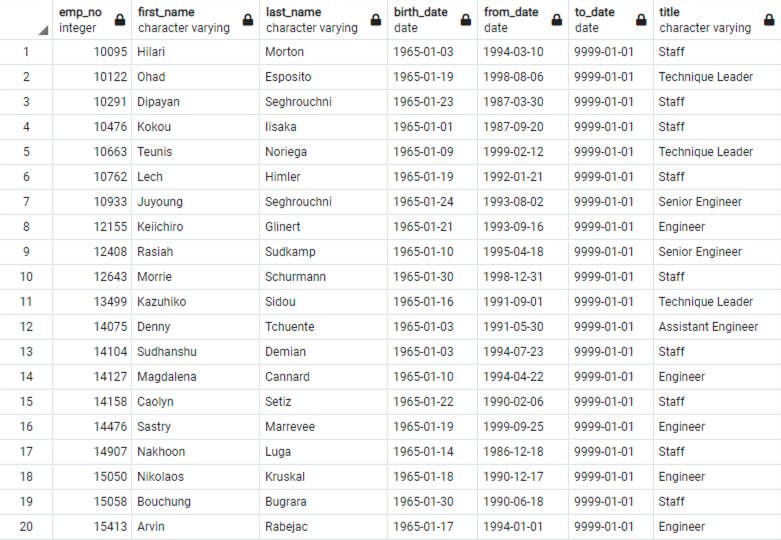 emp_no first_name last_name birth_date from_date to_date title
integer character varying character varying date date date character varying
1 10095 Hilari Morton 1965-01-03 1994-03-10 9999-01-01 Staff
2 10122 Ohad Esposito 1965-01-19 1998-08-06 9999-01-01 Technique Leader
3 10291 Dipayan Seghrouchni 1965-01-23 1987-03-30 9999-01-01 Staff
4 10476 Kokou Iisaka 1965-01-01 1987-09-20 9999-01-01 Staff
5 10663 Teunis Noriega 1965-01-09 1999-02-12 9999-01-01 Technique Leader
6 10762 Lech Himler 1965-01-19 1992-01-21 9999-01-01 Staff
7 10933 Juyoung Seghrouchni 1965-01-24 1993-08-02 9999-01-01 Senior Engineer
8 12155 Keiichiro Glinert 1965-01-21 1993-09-16 9999-01-01 Engineer
9 12408 Rasiah Sudkamp 1965-01-10 1995-04-18 9999-01-01 Senior Engineer
10 12643 Morrie Schurmann 1965-01-30 1998-12-31 9999-01-01 Staff
11 13499 Kazuhiko Sidou 1965-01-16 1991-09-01 9999-01-01 Technique Leader
12 14075 Denny Tchuente 1965-01-03 1991-05-30 9999-01-01 Assistant Engineer
13 14104 Sudhanshu Demian 1965-01-03 1994-07-23 9999-01-01 Staff
14 14127 Magdalena Cannard 1965-01-10 1994-04-22 9999-01-01 Engineer
15 14158 Caolyn Setiz 1965-01-22 1990-02-06 9999-01-01 Staff
16 14476 Sastry Marrevee 1965-01-19 1999-09-25 9999-01-01 Engineer
17 14907 Nakhoon Luga 1965-01-14 1986-12-18 9999-01-01 Staff
18 15050 Nikolaos Kruskal 1965-01-18 1990-12-17 9999-01-01 Engineer
19 15058 Bouchung Bugrara 1965-01-30 1990-06-18 9999-01-01 Staff
20 15413 Arvin Rabejac 1965-01-17 1994-01-01 9999-01-01 Engineer